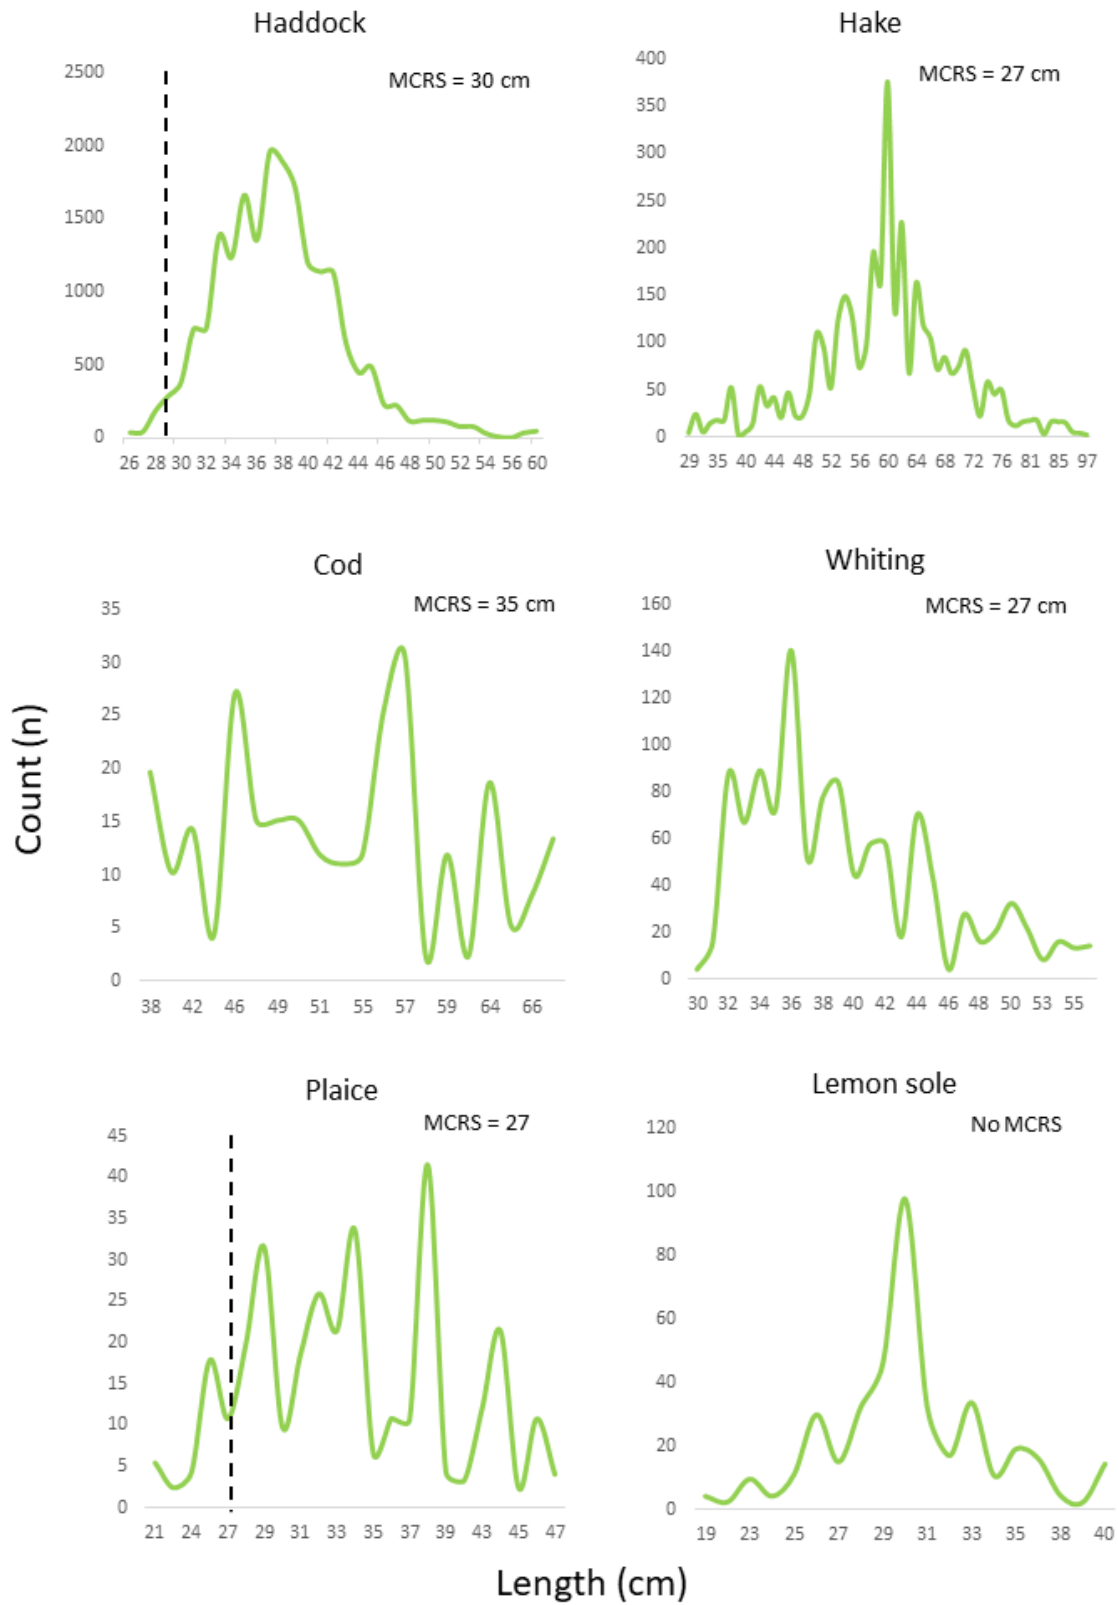 Haddock
MCRS = 30 cm
2500
2000
1500
1000
500
0
26 28 30 32 34 36 38 40 42 44 46 48 50 52 54 56 60
Hake
MCRS = 27 cm
400
350
300
250
200
150
100
50
0
29 35 40 44 48 52 56 60 64 68 72 76 81 85 97
Cod
MCRS = 35 cm
35
30
25
20
15
10
5
0
38 42 46 49 51 55 57 59 64 66
Whiting
MCRS = 27 cm
160
140
120
100
80
60
40
20
0
30 32 34 36 38 40 42 44 46 48 50 53 55
Count (n)
Plaice
MCRS = 27
45
40
35
30
25
20
15
10
5
0
21 24 27 29 31 33 35 37 39 43 45 47
Lemon sole
No MCRS
120
100
80
60
40
20
0
19 23 25 27 29 31 33 35 39 40
Length (cm)